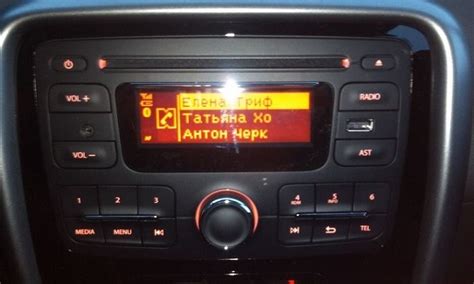 VOL +
VOL −
Елена Гриф
Татьяна Хо
Антон Черк
RADIO
AST
1 2 3
MEDIA MENU
4 5 6
INFO
TEL